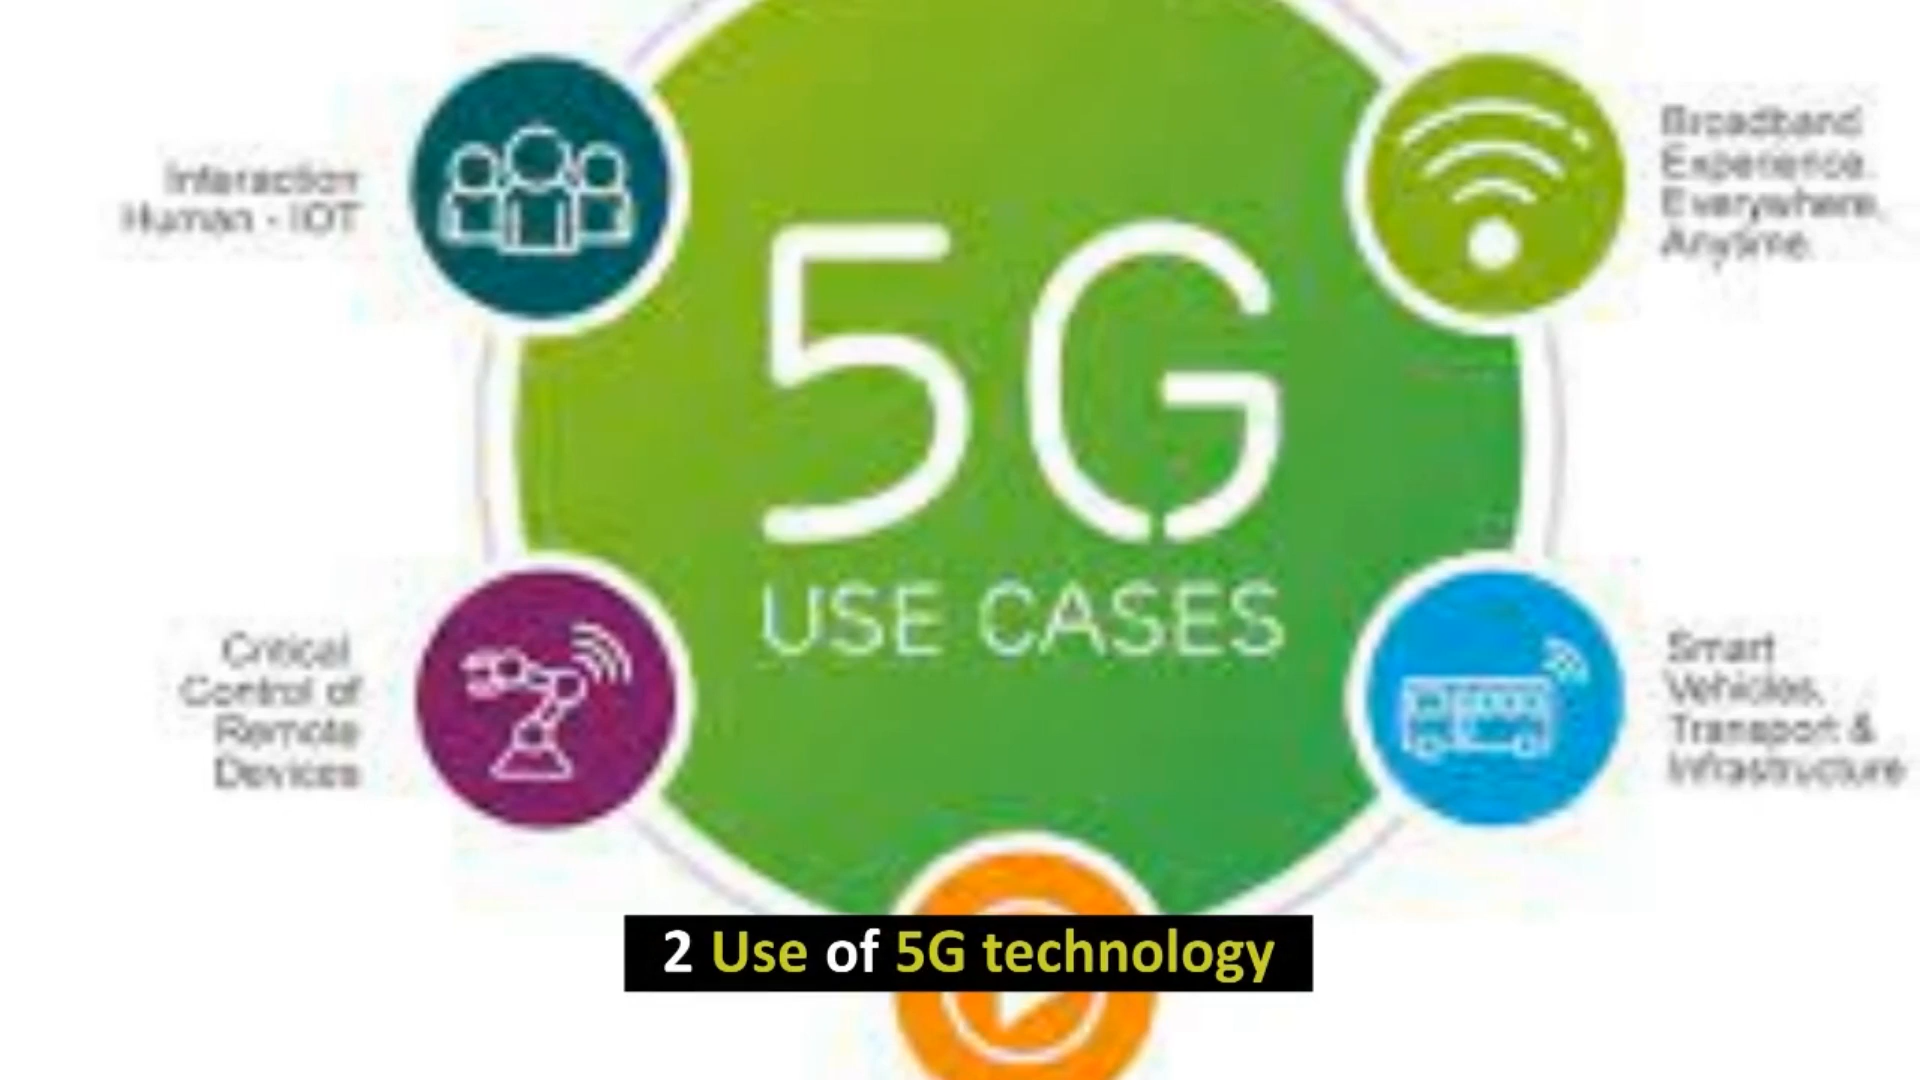 Interaction
Human - IOT
Broadband
Experience.
Everywhere,
Anytime.
5G
USE CASES
Critical
Control of
Remote
Devices
Smart
Vehicles,
Transport &
Infrastructure
2 Use of 5G technology